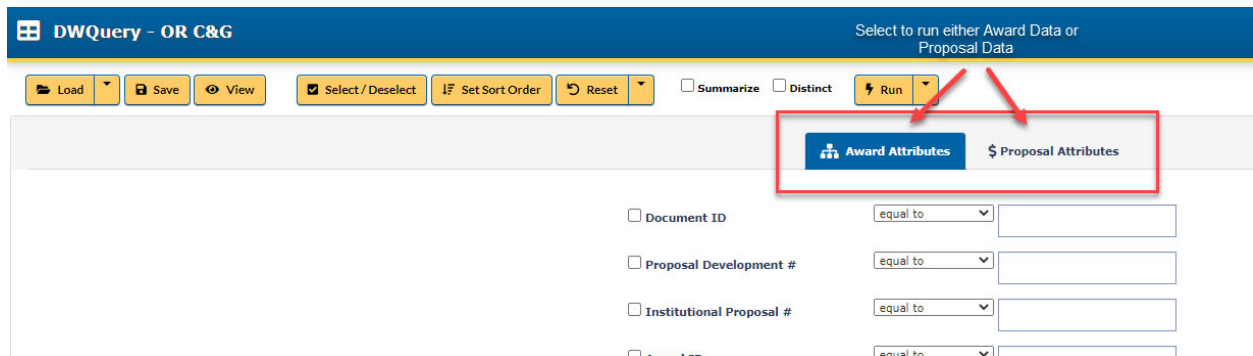 DWQuery - OR C&G
Select to run either Award Data or
Proposal Data
Load Save View Select / Deselect Set Sort Order Reset Summarize Distinct Run
Award Attributes $ Proposal Attributes
Document ID equal to
Proposal Development # equal to
Institutional Proposal # equal to
equal to